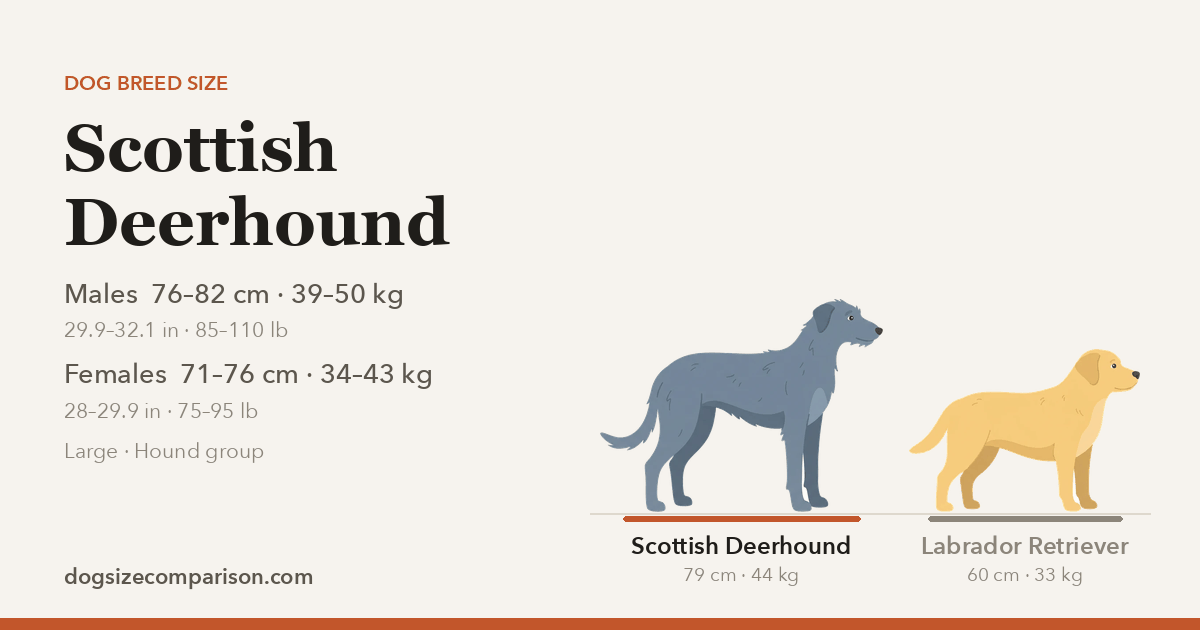 DOG BREED SIZE
Scottish
Deerhound
Males 76–82 cm · 39–50 kg
29.9–32.1 in · 85–110 lb
Females 71–76 cm · 34–43 kg
28–29.9 in · 75–95 lb
Large · Hound group
Scottish Deerhound
79 cm · 44 kg
Labrador Retriever
60 cm · 33 kg
dogsizecomparison.com